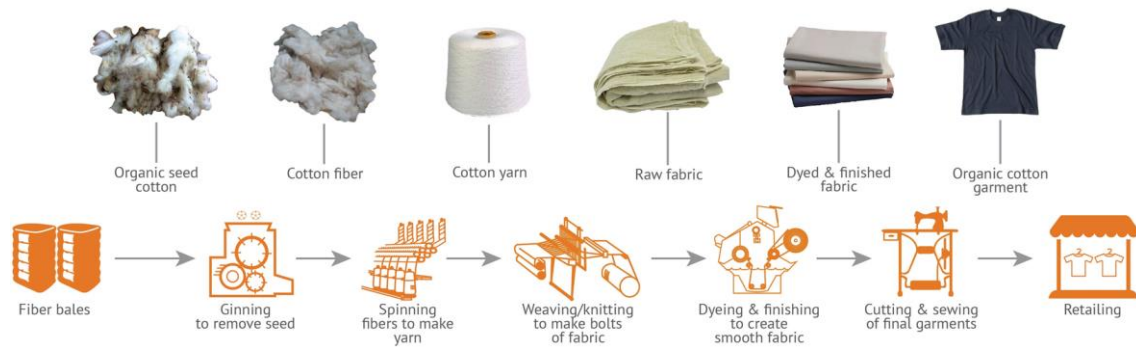 Organic seed
cotton
Cotton fiber
Cotton yarn
Raw fabric
Dyed & finished
fabric
Organic cotton
garment
Fiber bales
Ginning
to remove seed
Spinning
fibers to make
yarn
Weaving/knitting
to make bolts
of fabric
Dyeing & finishing
to create
smooth fabric
Cutting & sewing
of final garments
Retailing